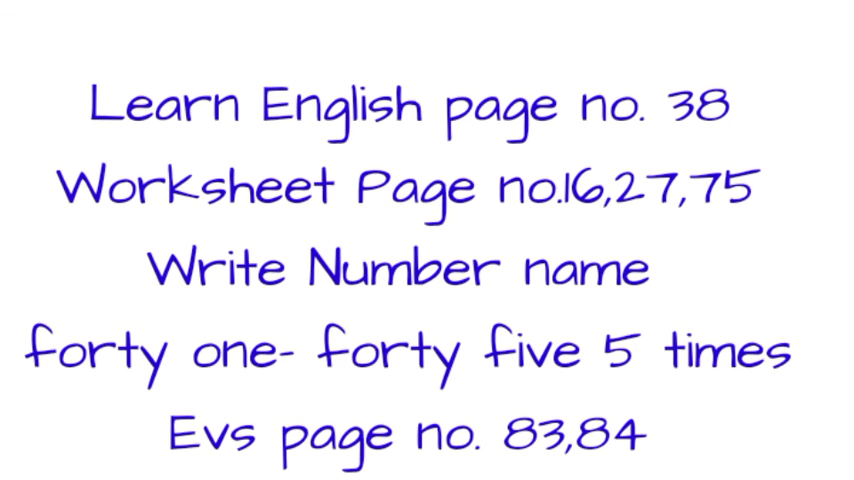 Learn English page no. 38
Worksheet Page no.16,27,75
Write Number name
forty one- forty five 5 times
Evs page no. 83,84